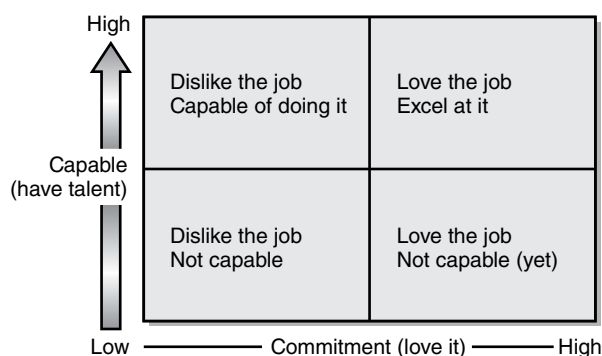 High
Dislike the job
Capable of doing it
Love the job
Excel at it
Capable
(have talent)
Dislike the job
Not capable
Love the job
Not capable (yet)
Low
Commitment (love it)
High